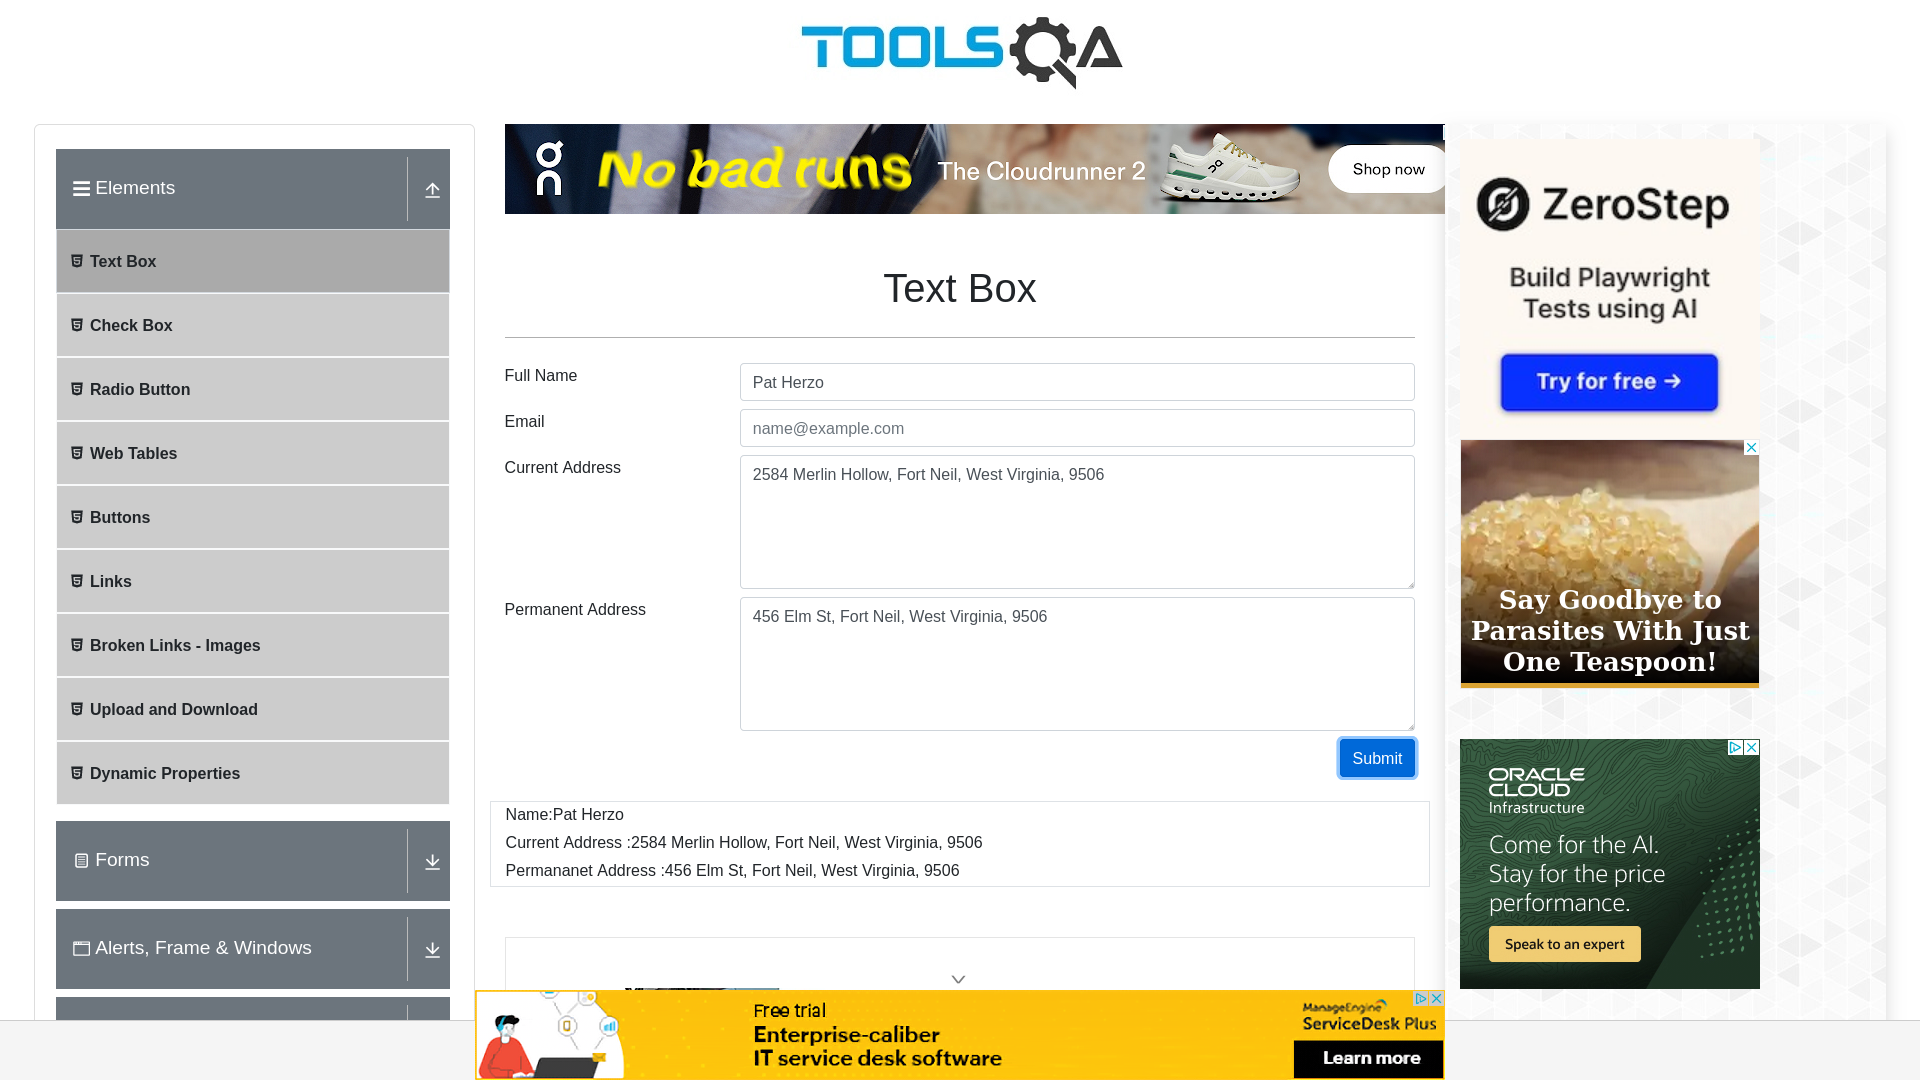 TOOLSQA
Elements
Text Box
Check Box
Radio Button
Web Tables
Buttons
Links
Broken Links - Images
Upload and Download
Dynamic Properties
Forms
Alerts, Frame & Windows
on
No bad runs
The Cloudrunner 2
Shop now
Text Box
Full Name
Pat Herzo
Email
name@example.com
Current Address
2584 Merlin Hollow, Fort Neil, West Virginia, 9506
Permanent Address
456 Elm St, Fort Neil, West Virginia, 9506
Submit
Name:Pat Herzo
Current Address :2584 Merlin Hollow, Fort Neil, West Virginia, 9506
Permananet Address :456 Elm St, Fort Neil, West Virginia, 9506
Free trial
Enterprise-caliber
IT service desk software
ManageEngine
ServiceDesk Plus
Learn more
ZeroStep
Build Playwright
Tests using AI
Try for free →
Say Goodbye to
Parasites With Just
One Teaspoon!
ORACLE
CLOUD
Infrastructure
Come for the AI.
Stay for the price
performance.
Speak to an expert